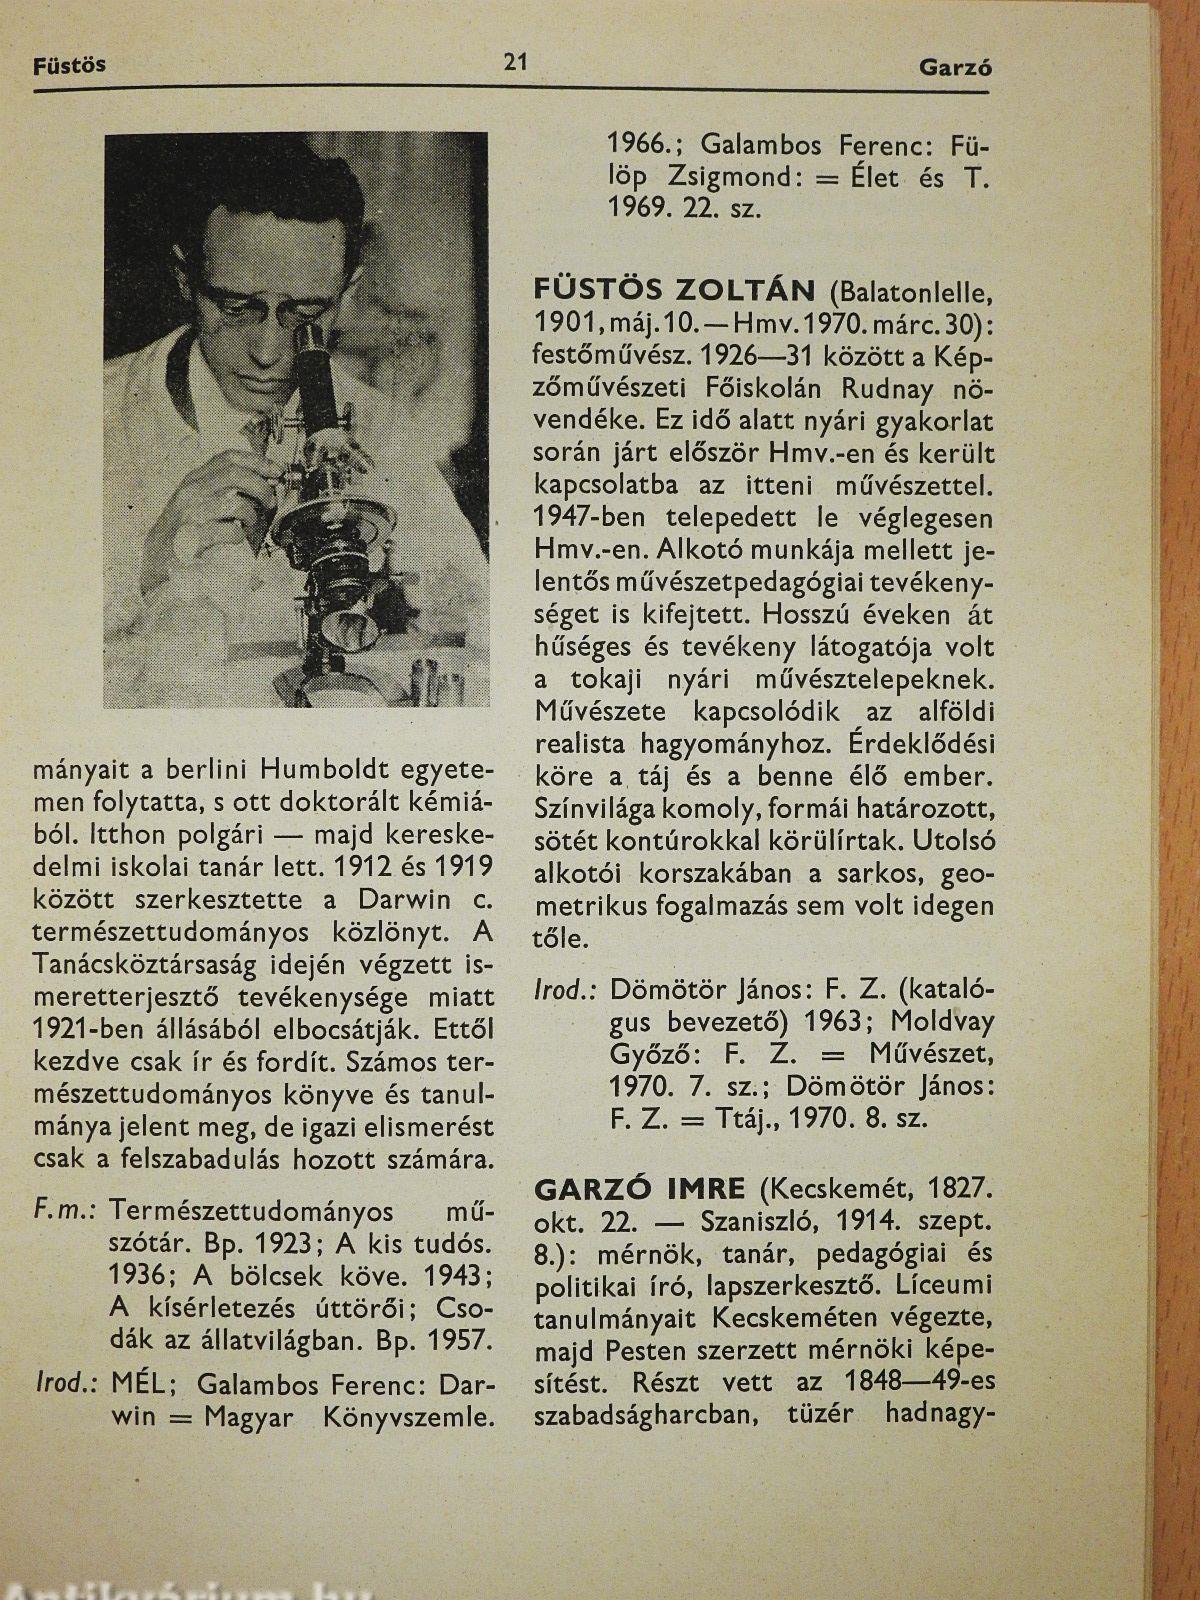 Füstös 21 Garzó
mányait a berlini Humboldt egyete-
men folytatta, s ott doktorált kémiá-
ból. Itthon polgári — majd kereske-
delmi iskolai tanár lett. 1912 és 1919
között szerkesztette a Darwin c.
természettudományos közlönyt. A
Tanácsköztársaság idején végzett is-
meretterjesztő tevékenysége miatt
1921-ben állásából elbocsátják. Ettől
kezdve csak ír és fordít. Számos ter-
mészettudományos könyve és tanul-
mánya jelent meg, de igazi elismerést
csak a felszabadulás hozott számára.
F. m.: Természettudományos mű-
szótár. Bp. 1923; A kis tudós.
1936; A bölcsek köve. 1943;
A kísérletezés úttörői; Cso-
dák az állatvilágban. Bp. 1957.
Irod.: MÉL; Galambos Ferenc: Dar-
win = Magyar Könyvszemle.
1966.; Galambos Ferenc: Fü-
löp Zsigmond: = Élet és T.
1969. 22. sz.
FÜSTÖS ZOLTÁN (Balatonlelle,
1901, máj. 10. — Hmv. 1970. márc. 30):
festőművész. 1926—31 között a Kép-
zőművészeti Főiskolán Rudnay nö-
vendéke. Ez idő alatt nyári gyakorlat
során járt először Hmv.-en és került
kapcsolatba az itteni művészettel.
1947-ben telepedett le véglegesen
Hmv.-en. Alkotó munkája mellett je-
lentős művészetpedagógiai tevékeny-
séget is kifejtett. Hosszú éveken át
hűséges és tevékeny látogatója volt
a tokaji nyári művésztelepeknek.
Művészete kapcsolódik az alföldi
realista hagyományhoz. Érdeklődési
köre a táj és a benne élő ember.
Színvilága komoly, formái határozott,
sötét kontúrokkal körülírtak. Utolsó
alkotói korszakában a sarkos, geo-
metrikus fogalmazás sem volt idegen
tőle.
Irod.: Dömötör János: F. Z. (kataló-
gus bevezető) 1963; Moldvay
Győző: F. Z. = Művészet,
1970. 7. sz.; Dömötör János:
F. Z. = Ttáj., 1970. 8. sz.
GARZÓ IMRE (Kecskemét, 1827.
okt. 22. — Szaniszló, 1914. szept.
8.): mérnök, tanár, pedagógiai és
politikai író, lapszerkesztő. Líceumi
tanulmányait Kecskeméten végezte,
majd Pesten szerzett mérnöki képe-
sítést. Részt vett az 1848—49-es
szabadságharcban, tüzér hadnagy-
Antikvárium.hu